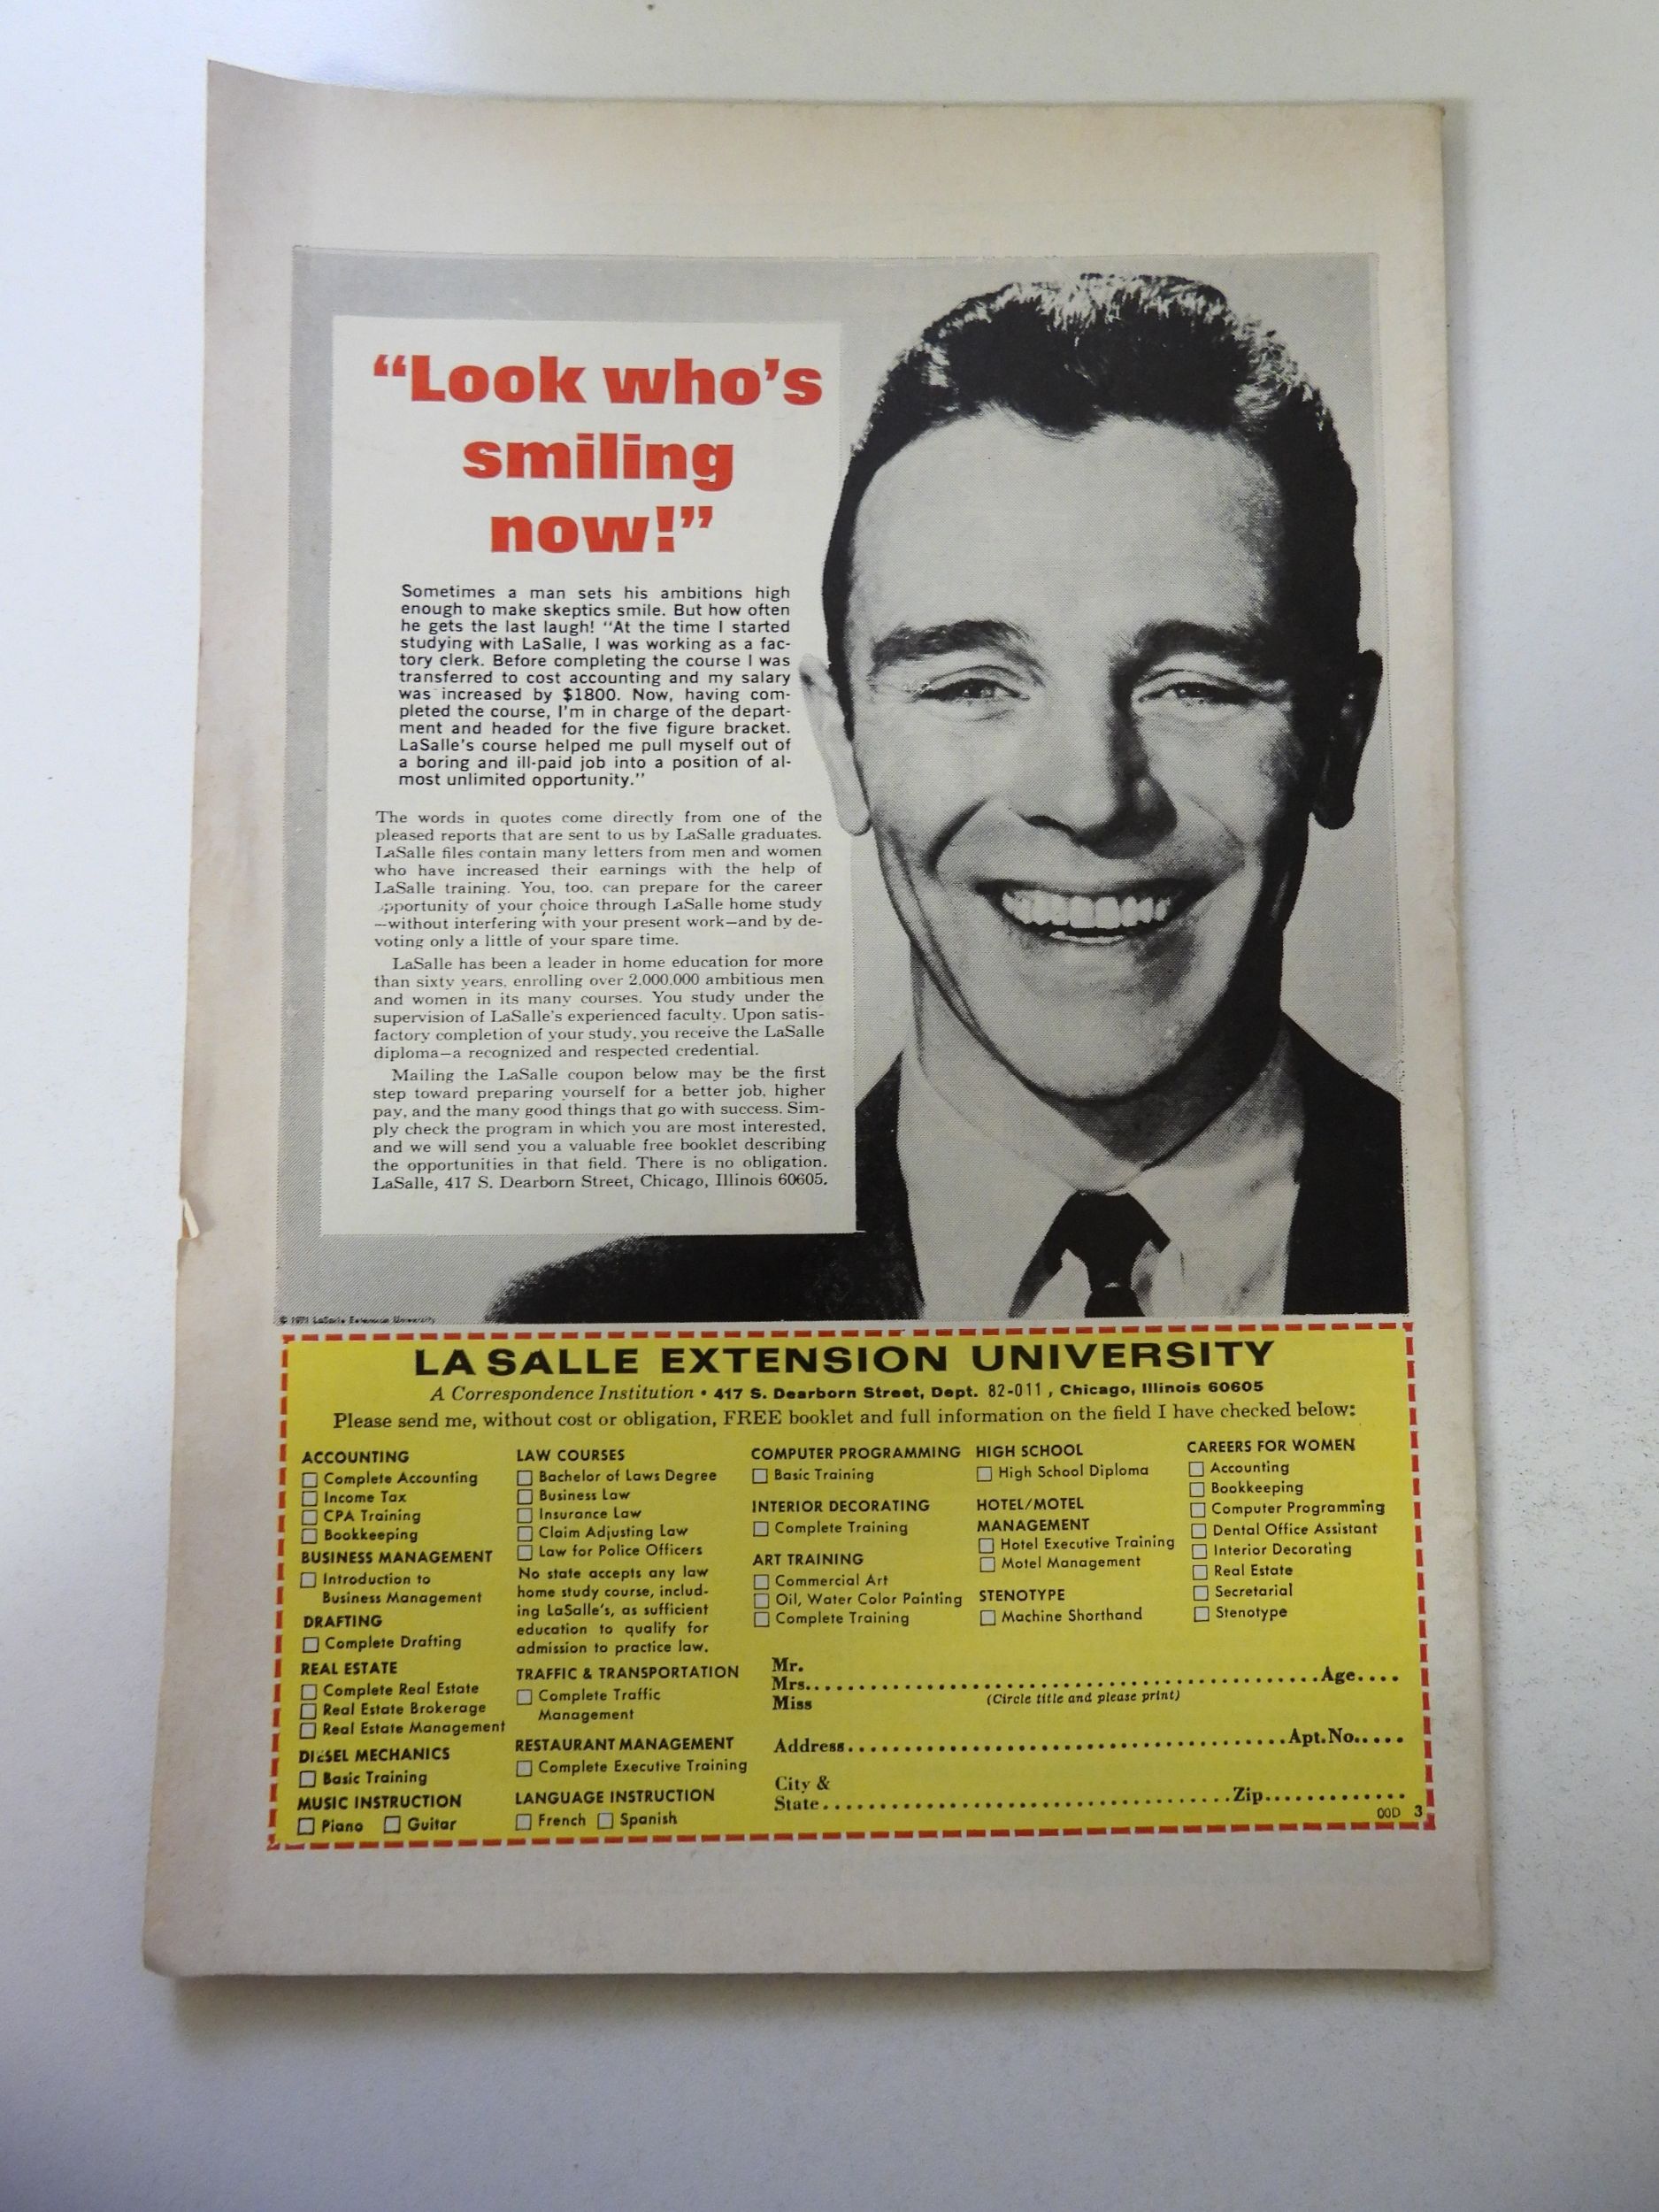 “Look who’s
smiling
now!”
Sometimes a man sets his ambitions high
enough to make skeptics smile. But how often
he gets the last laugh! “At the time I started
studying with LaSalle, I was working as a fac-
tory clerk. Before completing the course I was
transferred to cost accounting and my salary
was increased by $1800. Now, having com-
pleted the course, I’m in charge of the depart-
ment and headed for the five figure bracket.
LaSalle’s course helped me pull myself out of
a boring and ill-paid job into a position of al-
most unlimited opportunity.”
The words in quotes come directly from one of the
pleased reports that are sent to us by LaSalle graduates.
LaSalle files contain many letters from men and women
who have increased their earnings with the help of
LaSalle training. You, too, can prepare for the career
opportunity of your choice through LaSalle home study
—without interfering with your present work—and by de-
voting only a little of your spare time.
LaSalle has been a leader in home education for more
than sixty years, enrolling over 2,000,000 ambitious men
and women in its many courses. You study under the
supervision of LaSalle’s experienced faculty. Upon satis-
factory completion of your study, you receive the LaSalle
diploma—a recognized and respected credential.
Mailing the LaSalle coupon below may be the first
step toward preparing yourself for a better job, higher
pay, and the many good things that go with success. Sim-
ply check the program in which you are most interested,
and we will send you a valuable free booklet describing
the opportunities in that field. There is no obligation.
LaSalle, 417 S. Dearborn Street, Chicago, Illinois 60605.
© 1971 LaSalle Extension University
LA SALLE EXTENSION UNIVERSITY
A Correspondence Institution • 417 S. Dearborn Street, Dept. 82-011, Chicago, Illinois 60605
Please send me, without cost or obligation, FREE booklet and full information on the field I have checked below:
ACCOUNTING
Complete Accounting
Income Tax
CPA Training
Bookkeeping
BUSINESS MANAGEMENT
Introduction to
Business Management
DRAFTING
Complete Drafting
REAL ESTATE
Complete Real Estate
Real Estate Brokerage
Real Estate Management
DIESEL MECHANICS
Basic Training
MUSIC INSTRUCTION
Piano Guitar
LAW COURSES
Bachelor of Laws Degree
Business Law
Insurance Law
Claim Adjusting Law
Law for Police Officers
No state accepts any law
home study course, includ-
ing LaSalle’s, as sufficient
education to qualify for
admission to practice law.
TRAFFIC & TRANSPORTATION
Complete Traffic
Management
RESTAURANT MANAGEMENT
Complete Executive Training
LANGUAGE INSTRUCTION
French Spanish
COMPUTER PROGRAMMING
Basic Training
INTERIOR DECORATING
Complete Training
ART TRAINING
Commercial Art
Oil, Water Color Painting
Complete Training
HIGH SCHOOL
High School Diploma
HOTEL/MOTEL
MANAGEMENT
Hotel Executive Training
Motel Management
STENOTYPE
Machine Shorthand
CAREERS FOR WOMEN
Accounting
Bookkeeping
Computer Programming
Dental Office Assistant
Interior Decorating
Real Estate
Secretarial
Stenotype
Mr.
Mrs. Age
Miss (Circle title and please print)
Address Apt. No.
City &
State Zip
00D 3